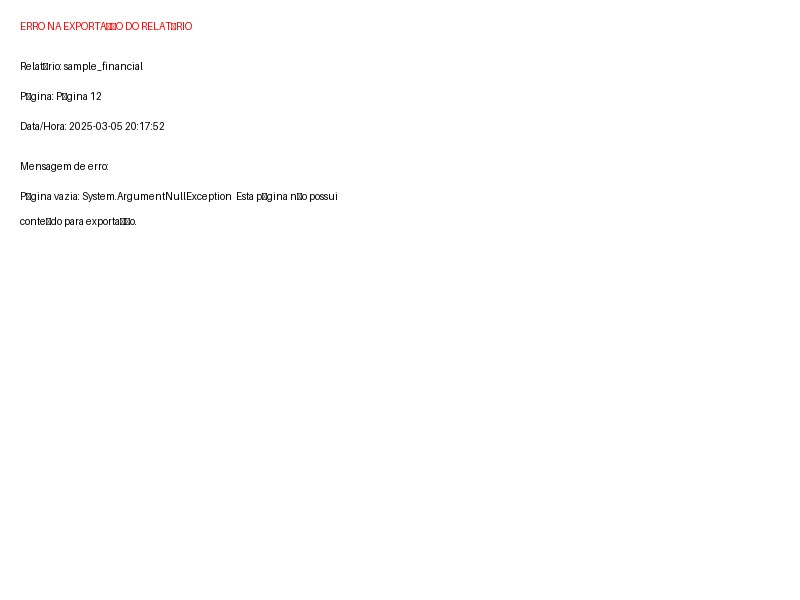 ERRO NA EXPORTA□□O DO RELAT□RIO
Relat□rio: sample_financial
P□gina: P□gina 12
Data/Hora: 2025-03-05 20:17:52
Mensagem de erro:
P□gina vazia: System.ArgumentNullException Esta p□gina n□o possui
conte□do para exporta□□o.